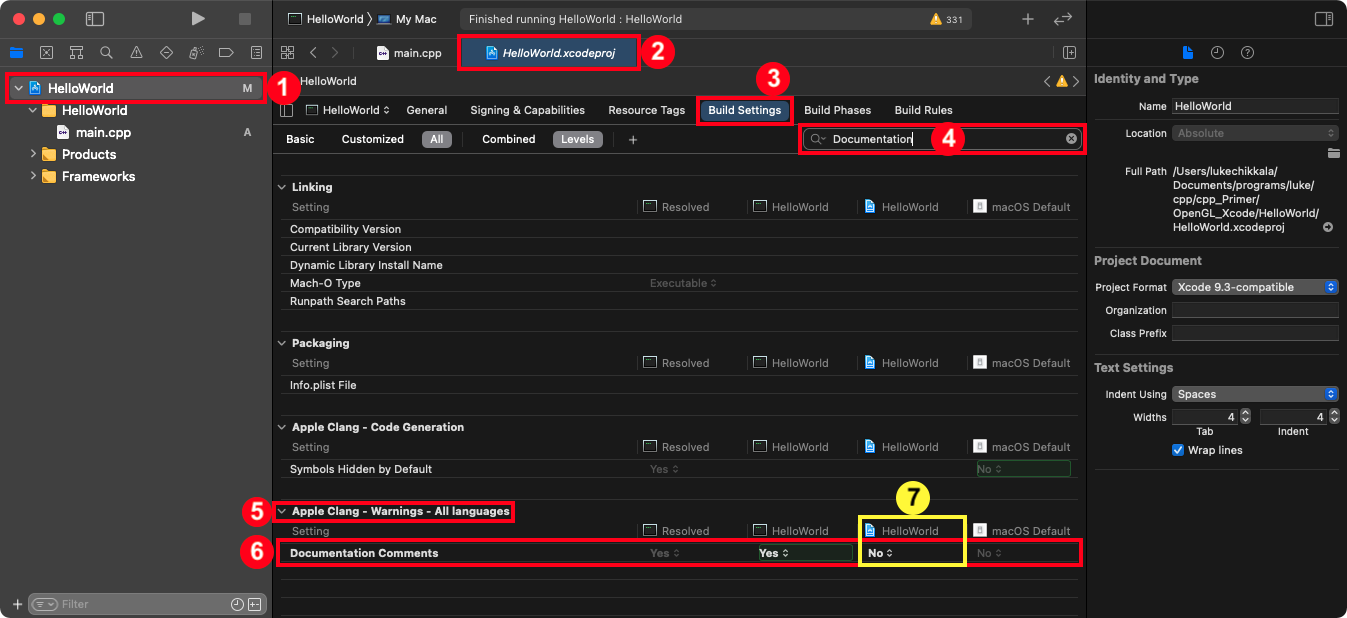 HelloWorld 〉 My Mac
Finished running HelloWorld : HelloWorld
331
main.cpp
HelloWorld.xcodeproj
2
HelloWorld
M
1
HelloWorld
main.cpp
A
Products
Frameworks
HelloWorld
3
HelloWorld
General
Signing & Capabilities
Resource Tags
Build Settings
Build Phases
Build Rules
Basic
Customized
All
Combined
Levels
+
Documentation
4
Linking
Setting
Resolved
HelloWorld
HelloWorld
macOS Default
Compatibility Version
Current Library Version
Dynamic Library Install Name
Mach-O Type
Executable
Runpath Search Paths
Packaging
Setting
Resolved
HelloWorld
HelloWorld
macOS Default
Info.plist File
Apple Clang - Code Generation
Setting
Resolved
HelloWorld
HelloWorld
macOS Default
Symbols Hidden by Default
Yes
No
7
5
Apple Clang - Warnings - All languages
Setting
Resolved
HelloWorld
HelloWorld
macOS Default
6
Documentation Comments
Yes
Yes
No
No
Filter
Identity and Type
Name
HelloWorld
Location
Absolute
Full Path
/Users/lukechikkala/
Documents/programs/luke/
cpp/cpp_Primer/
OpenGL_Xcode/HelloWorld/
HelloWorld.xcodeproj
Project Document
Project Format
Xcode 9.3-compatible
Organization
Class Prefix
Text Settings
Indent Using
Spaces
Widths
4
4
Tab
Indent
Wrap lines